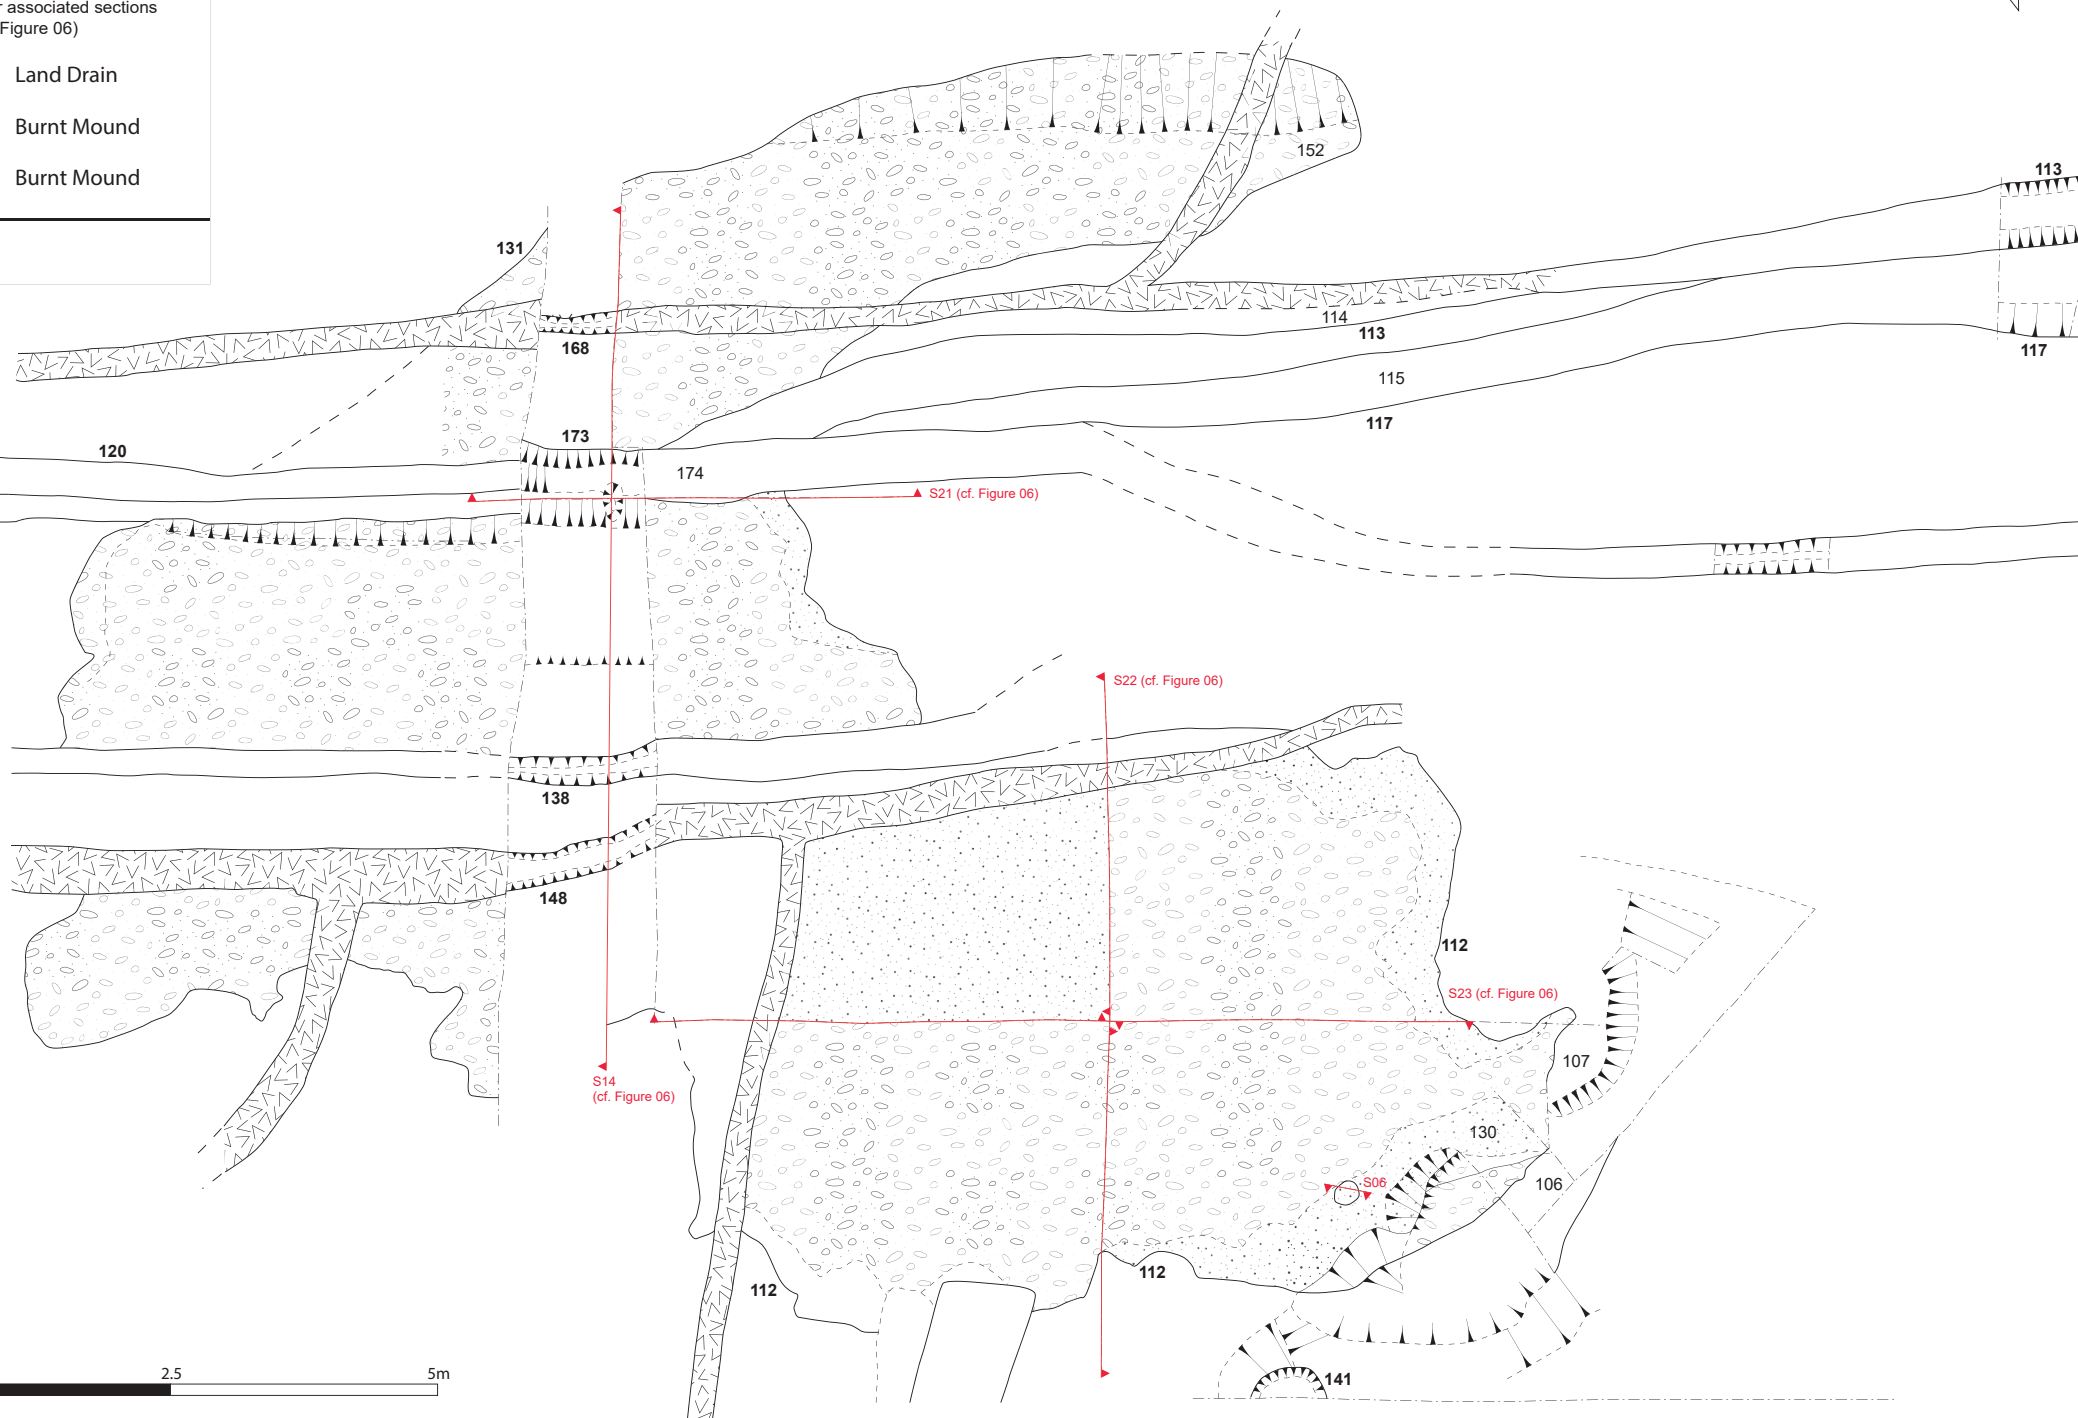 associated sections
Figure 06)
Land Drain
Burnt Mound
Burnt Mound
152
113
131
114
168
113
117
115
120
173
117
174
S21 (cf. Figure 06)
S22 (cf. Figure 06)
138
148
112
S23 (cf. Figure 06)
107
S14
(cf. Figure 06)
130
S06
106
112
112
2.5
5m
141